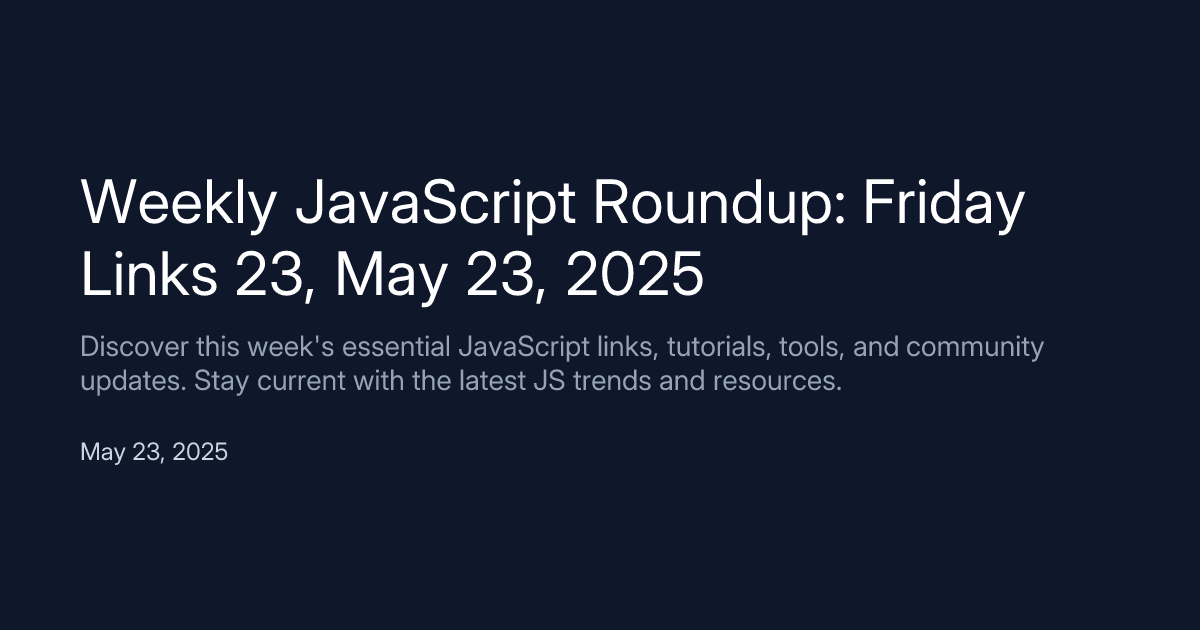 Weekly JavaScript Roundup: Friday
Links 23, May 23, 2025
Discover this week's essential JavaScript links, tutorials, tools, and community
updates. Stay current with the latest JS trends and resources.
May 23, 2025